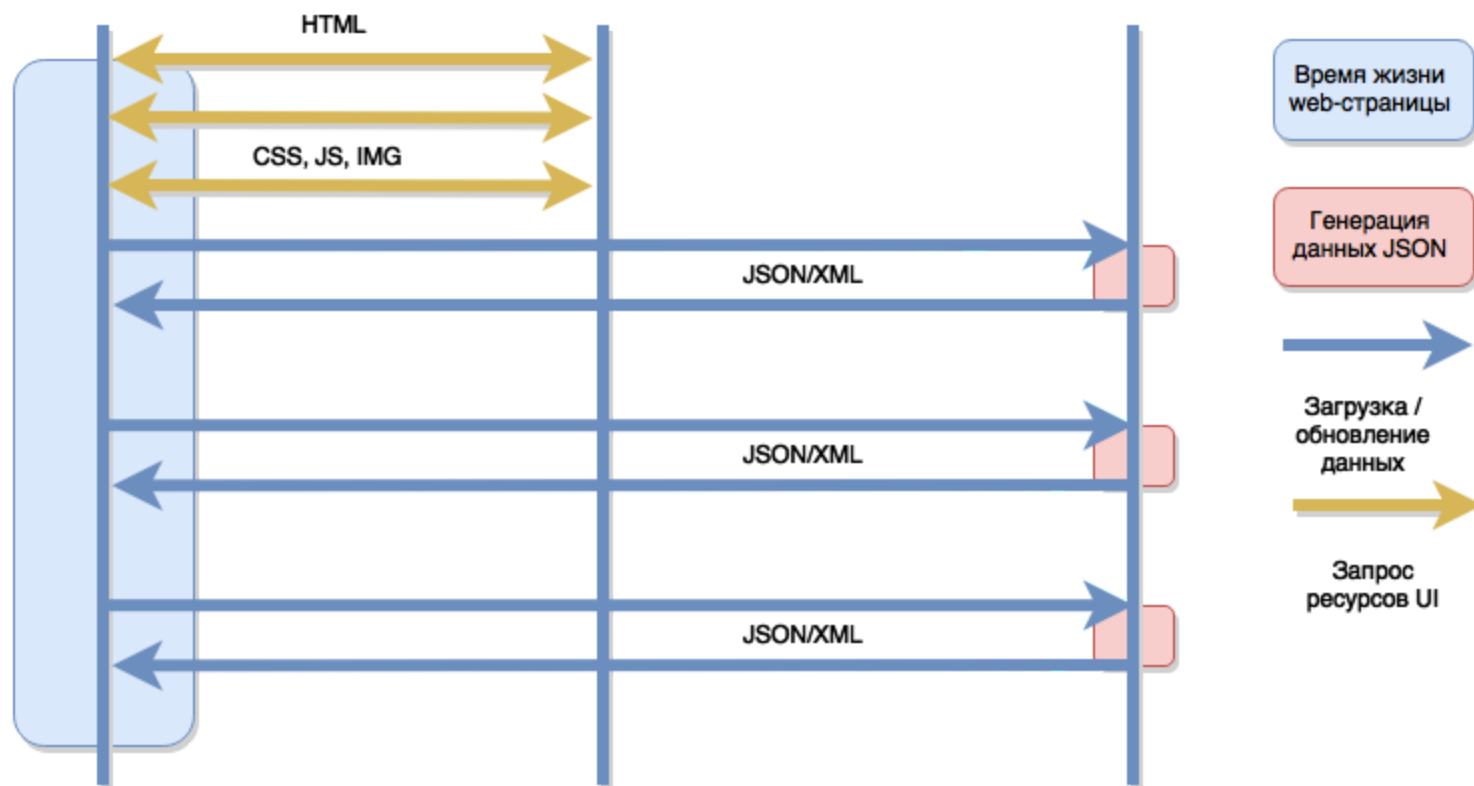 HTML
CSS, JS, IMG
JSON/XML
JSON/XML
JSON/XML
Время жизни
web-страницы
Генерация
данных JSON
Загрузка /
обновление
данных
Запрос
ресурсов UI